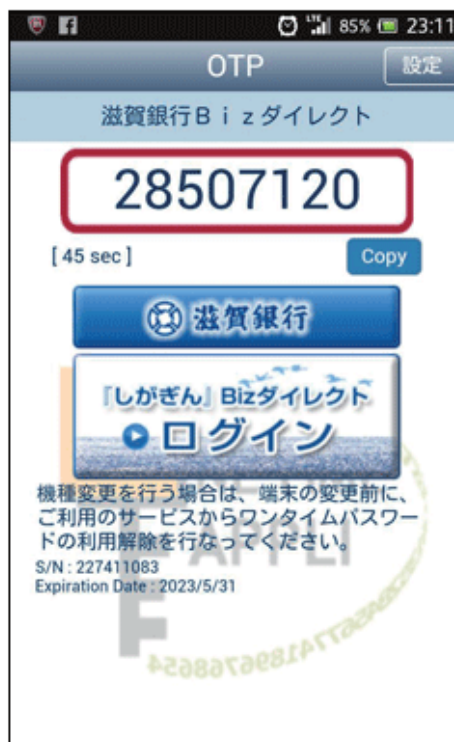 LTE 85% 23:11
OTP 設定
滋賀銀行Bizダイレクト
28507120
[ 45 sec ] Copy
滋賀銀行
『しがぎん』Bizダイレクト
ログイン
機種変更を行う場合は、端末の変更前に、
ご利用のサービスからワンタイムパスワー
ドの利用解除を行なってください。
S/N : 227411083
Expiration Date : 2023/5/31
APPLI